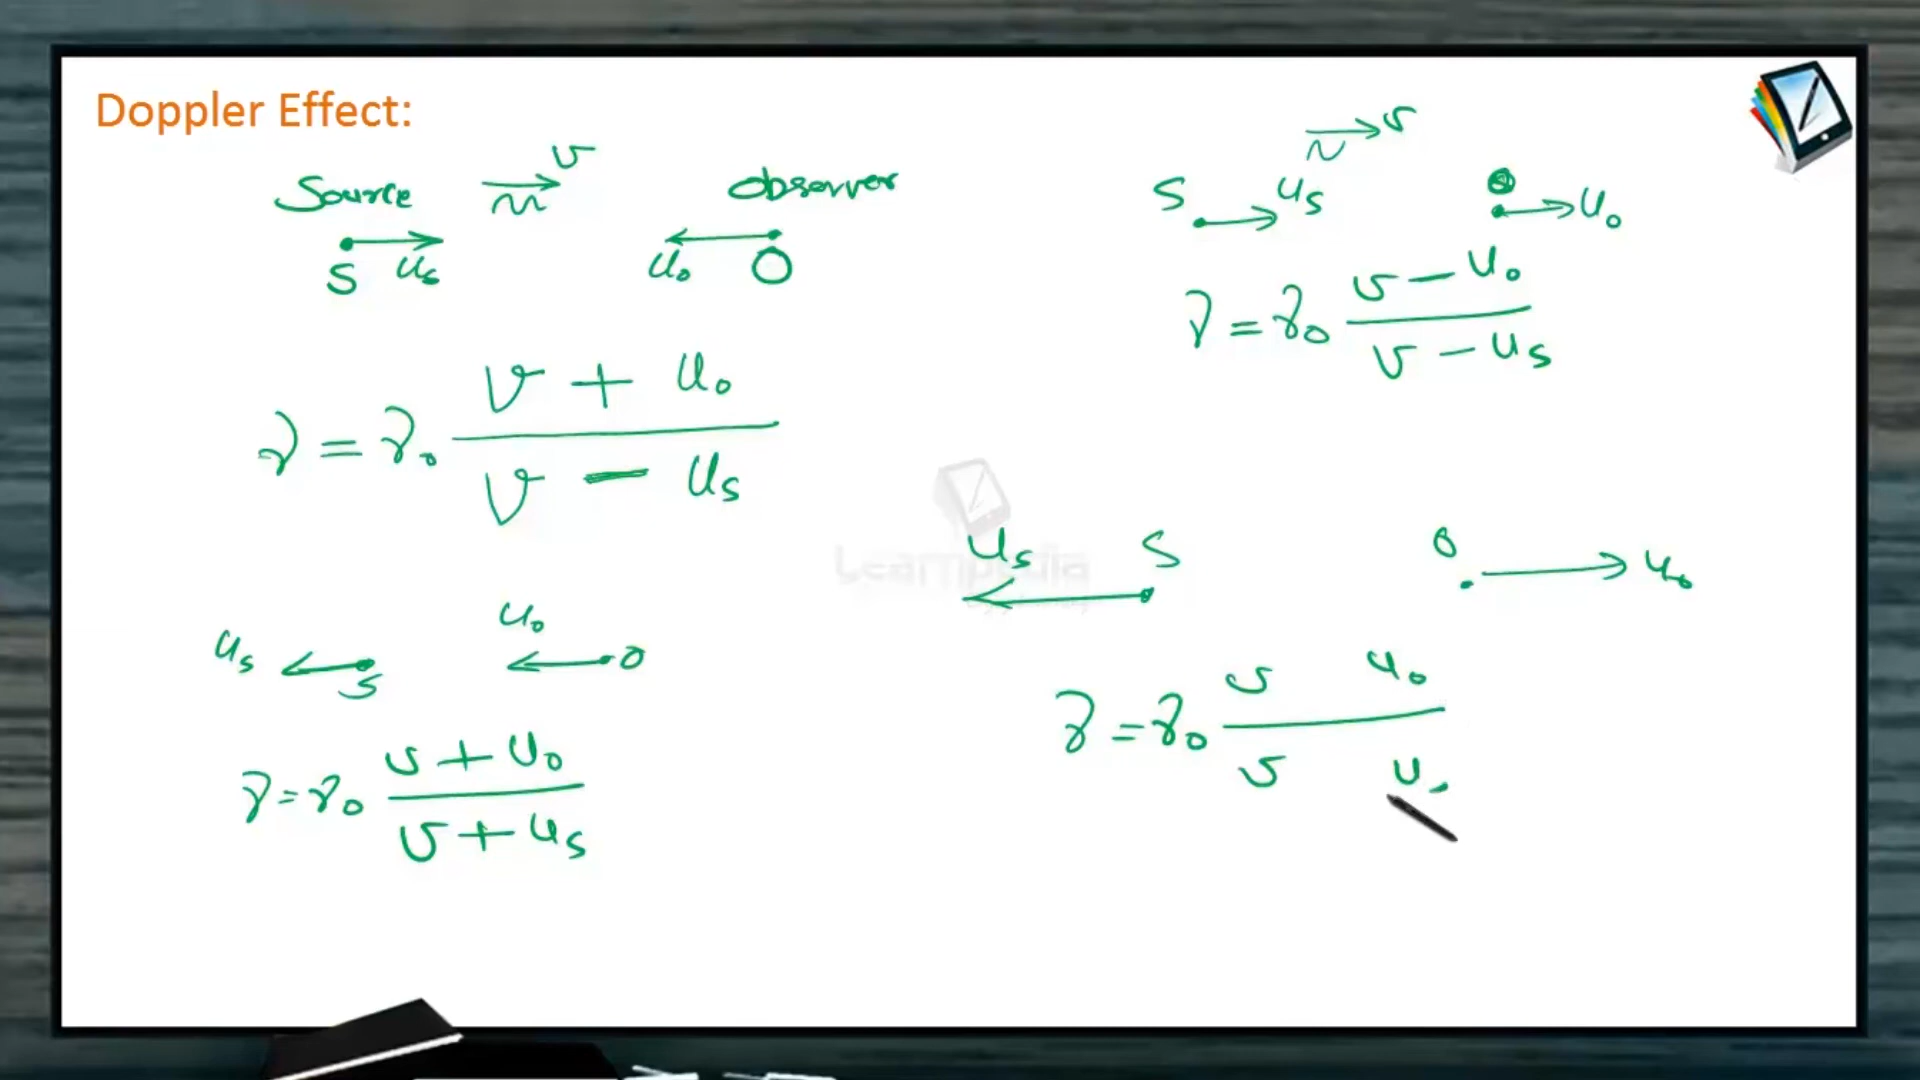 Doppler Effect:
Source v Observer
S us uo O
ν = ν₀ (v + uo) / (v - us)
v
S us O uo
ν = ν₀ (v - uo) / (v - us)
us S uo O
ν = ν₀ (v + uo) / (v + us)
us S O uo
ν = ν₀ v uo / v u
Learnpedia